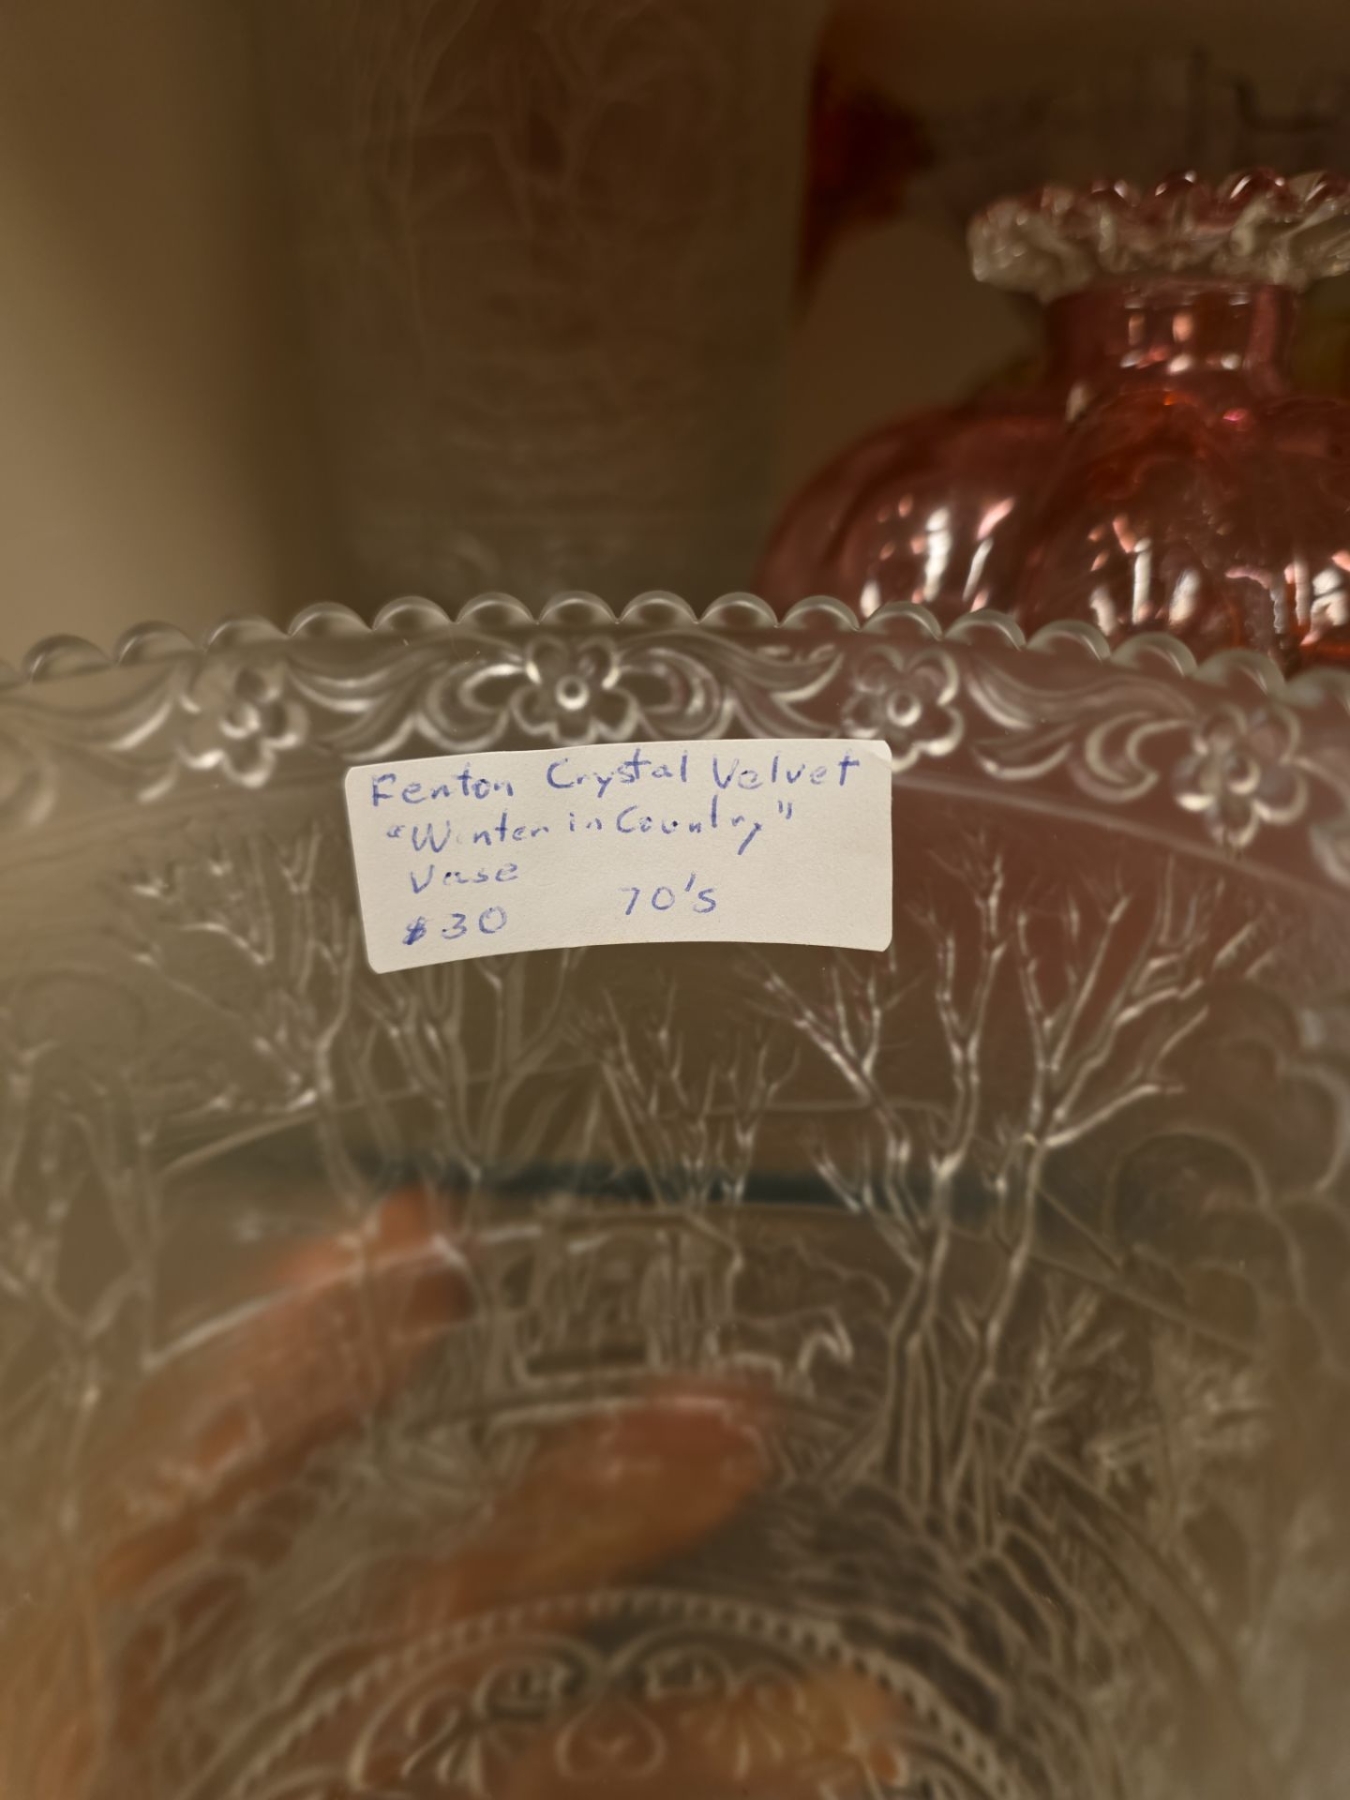 Fenton Crystal Velvet
"Winter in Country"
Vase
$30 70's